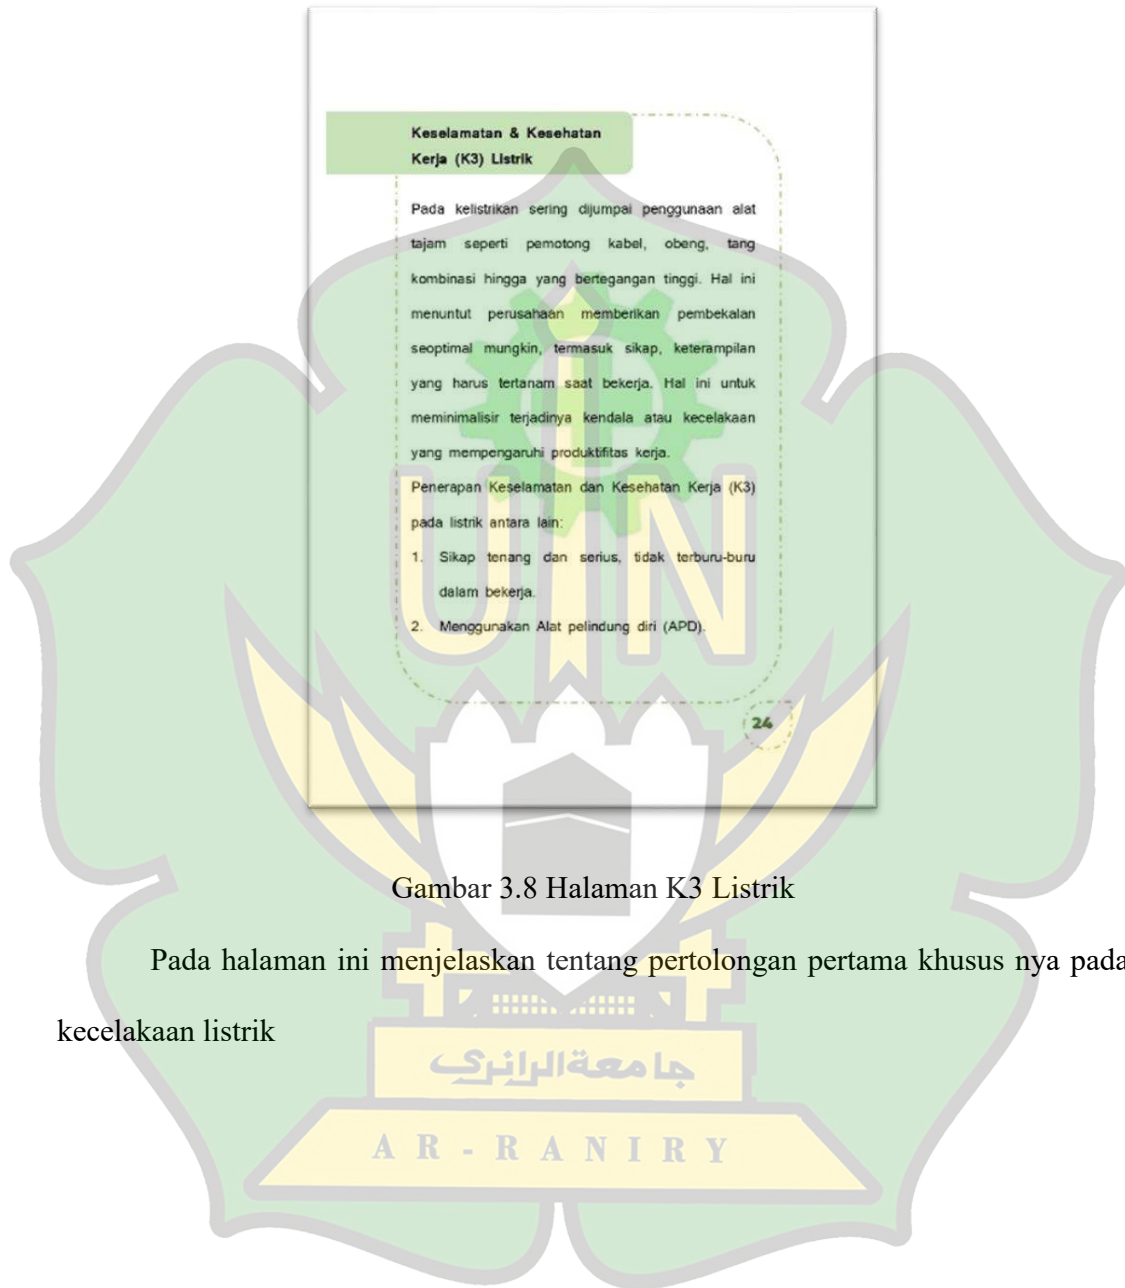 Keselamatan & Kesehatan
Kerja (K3) Listrik
Pada kelistrikan sering dijumpai penggunaan alat
tajam seperti pemotong kabel, obeng, tang
kombinasi hingga yang bertegangan tinggi. Hal ini
menuntut perusahaan memberikan pembekalan
seoptimal mungkin, termasuk sikap, keterampilan
yang harus tertanam saat bekerja. Hal ini untuk
meminimalisir terjadinya kendala atau kecelakaan
yang mempengaruhi produktifitas kerja.
Penerapan Keselamatan dan Kesehatan Kerja (K3)
pada listrik antara lain:
1. Sikap tenang dan serius, tidak terburu-buru
dalam bekerja.
2. Menggunakan Alat pelindung diri (APD).
UIN
24
Gambar 3.8 Halaman K3 Listrik
Pada halaman ini menjelaskan tentang pertolongan pertama khusus nya pada
kecelakaan listrik
جامعة الرانري
AR-RANIRY